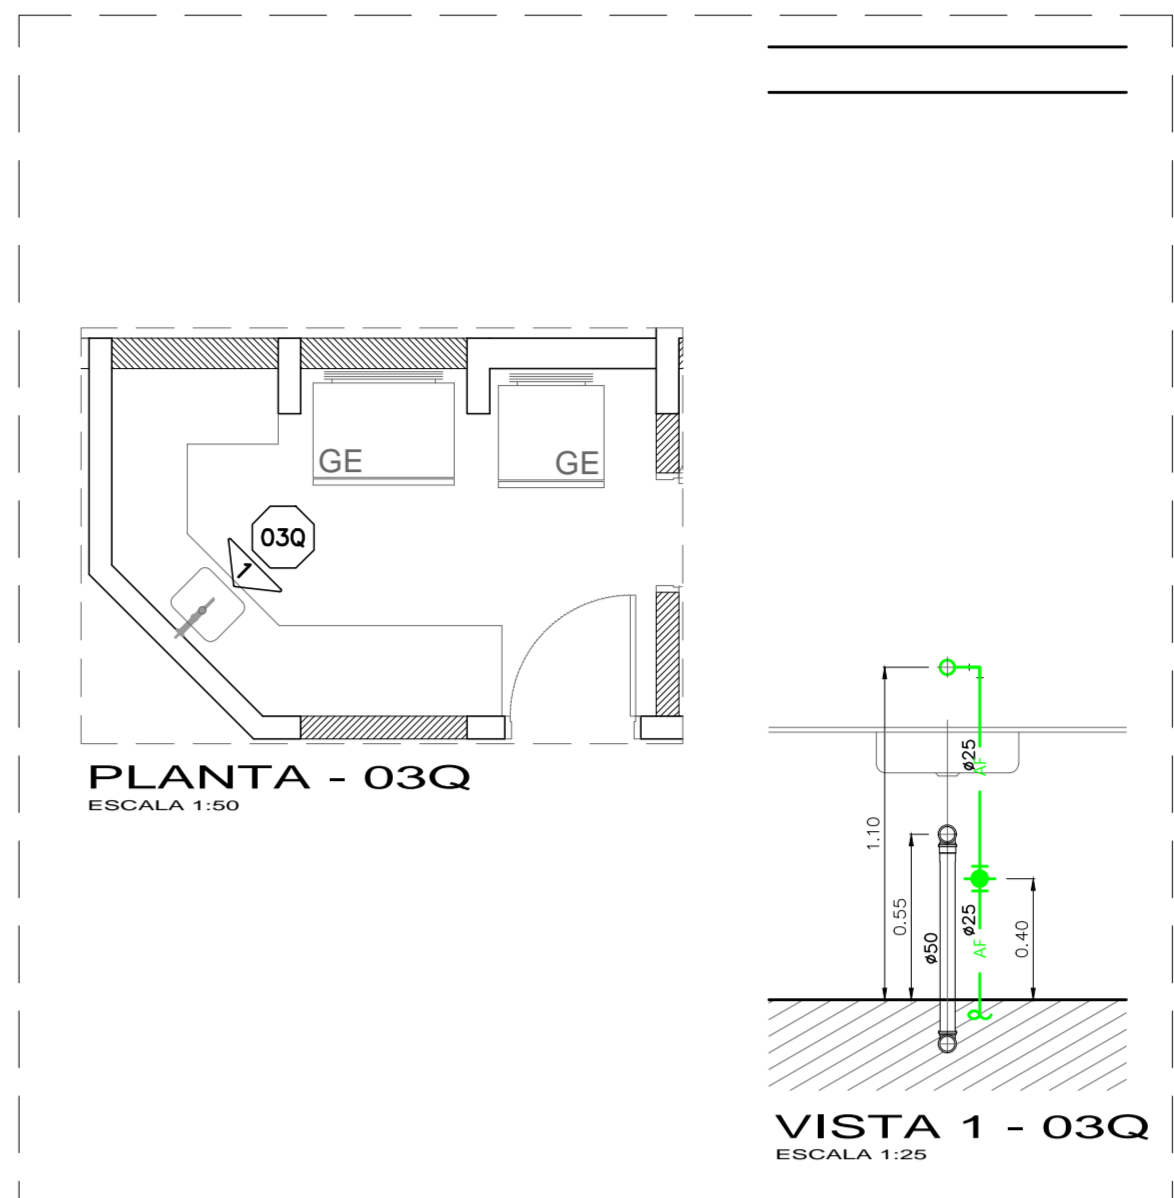 GE
GE
03Q
1
PLANTA - 03Q
ESCALA 1:50
ø25
AF
1.10
0.55
ø50
ø25
AF
0.40
VISTA 1 - 03Q
ESCALA 1:25